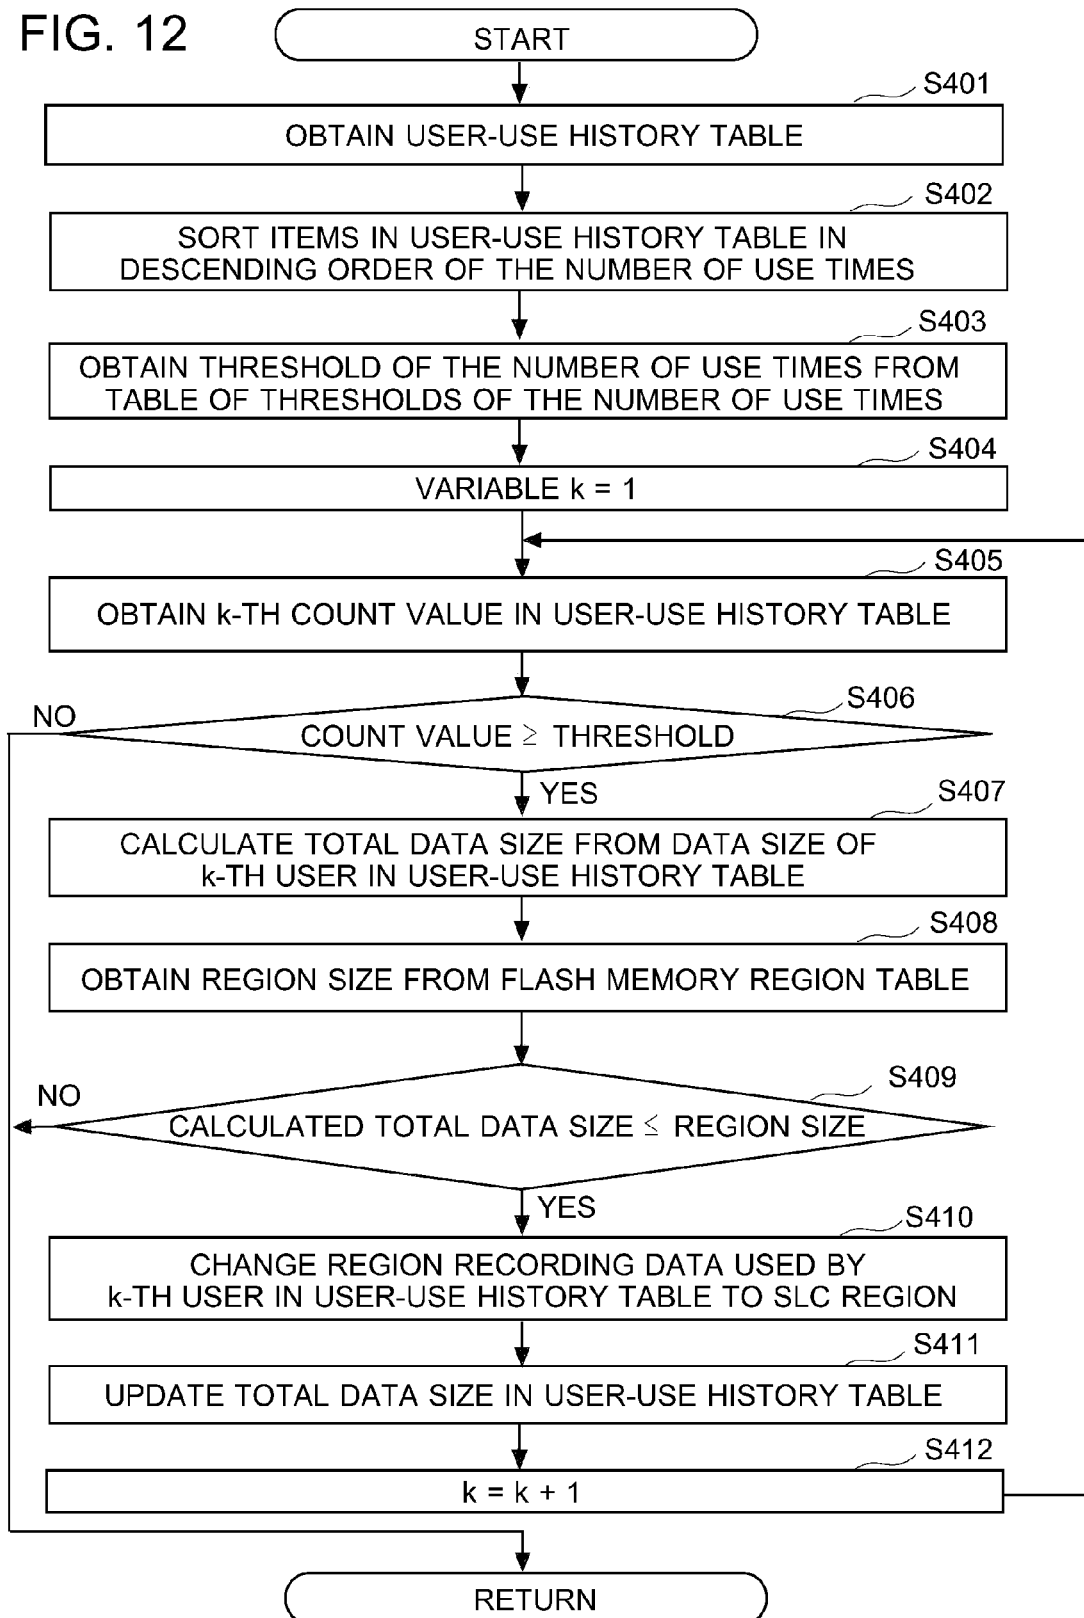 FIG. 12
START
S401
OBTAIN USER-USE HISTORY TABLE
S402
SORT ITEMS IN USER-USE HISTORY TABLE IN
DESCENDING ORDER OF THE NUMBER OF USE TIMES
S403
OBTAIN THRESHOLD OF THE NUMBER OF USE TIMES FROM
TABLE OF THRESHOLDS OF THE NUMBER OF USE TIMES
S404
VARIABLE k = 1
S405
OBTAIN k-TH COUNT VALUE IN USER-USE HISTORY TABLE
S406
NO
COUNT VALUE ≧ THRESHOLD
YES
S407
CALCULATE TOTAL DATA SIZE FROM DATA SIZE OF
k-TH USER IN USER-USE HISTORY TABLE
S408
OBTAIN REGION SIZE FROM FLASH MEMORY REGION TABLE
S409
NO
CALCULATED TOTAL DATA SIZE ≦ REGION SIZE
YES
S410
CHANGE REGION RECORDING DATA USED BY
k-TH USER IN USER-USE HISTORY TABLE TO SLC REGION
S411
UPDATE TOTAL DATA SIZE IN USER-USE HISTORY TABLE
S412
k = k + 1
RETURN